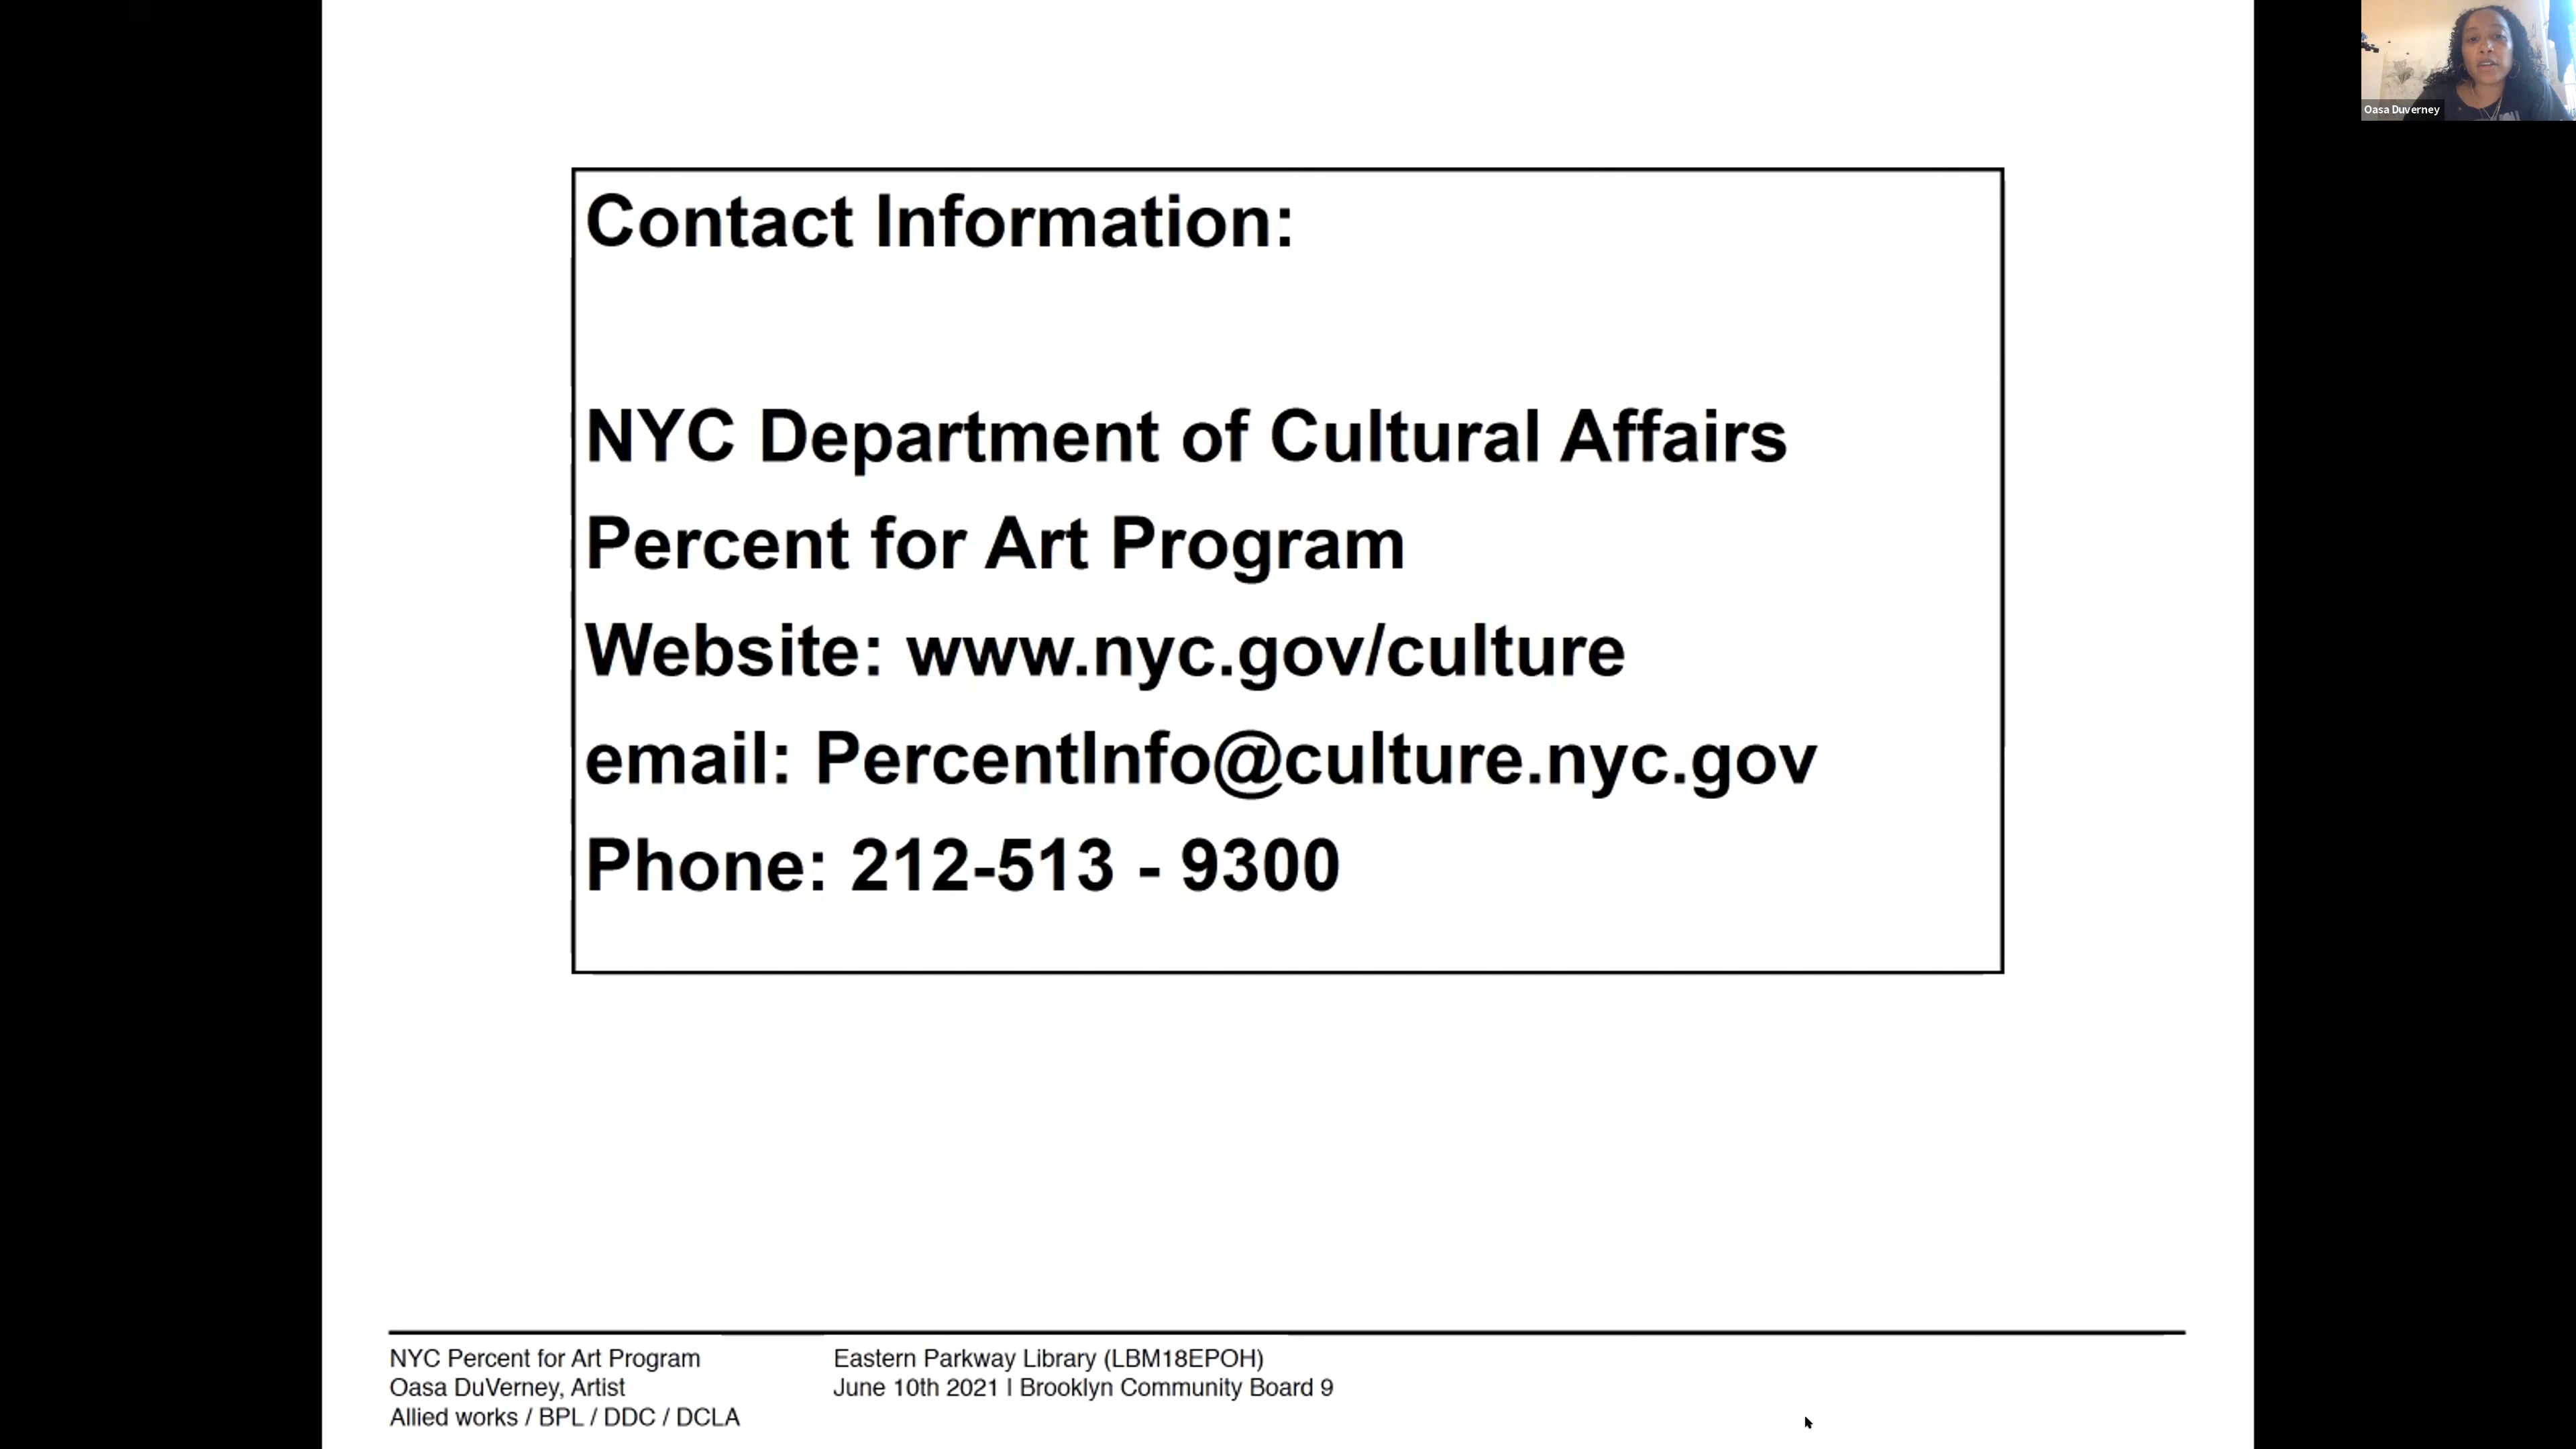 Contact Information:
NYC Department of Cultural Affairs
Percent for Art Program
Website: www.nyc.gov/culture
email: PercentInfo@culture.nyc.gov
Phone: 212-513 - 9300
NYC Percent for Art Program
Oasa DuVerney, Artist
Allied works / BPL / DDC / DCLA
Eastern Parkway Library (LBM18EPOH)
June 10th 2021 I Brooklyn Community Board 9
Oasa Duverney